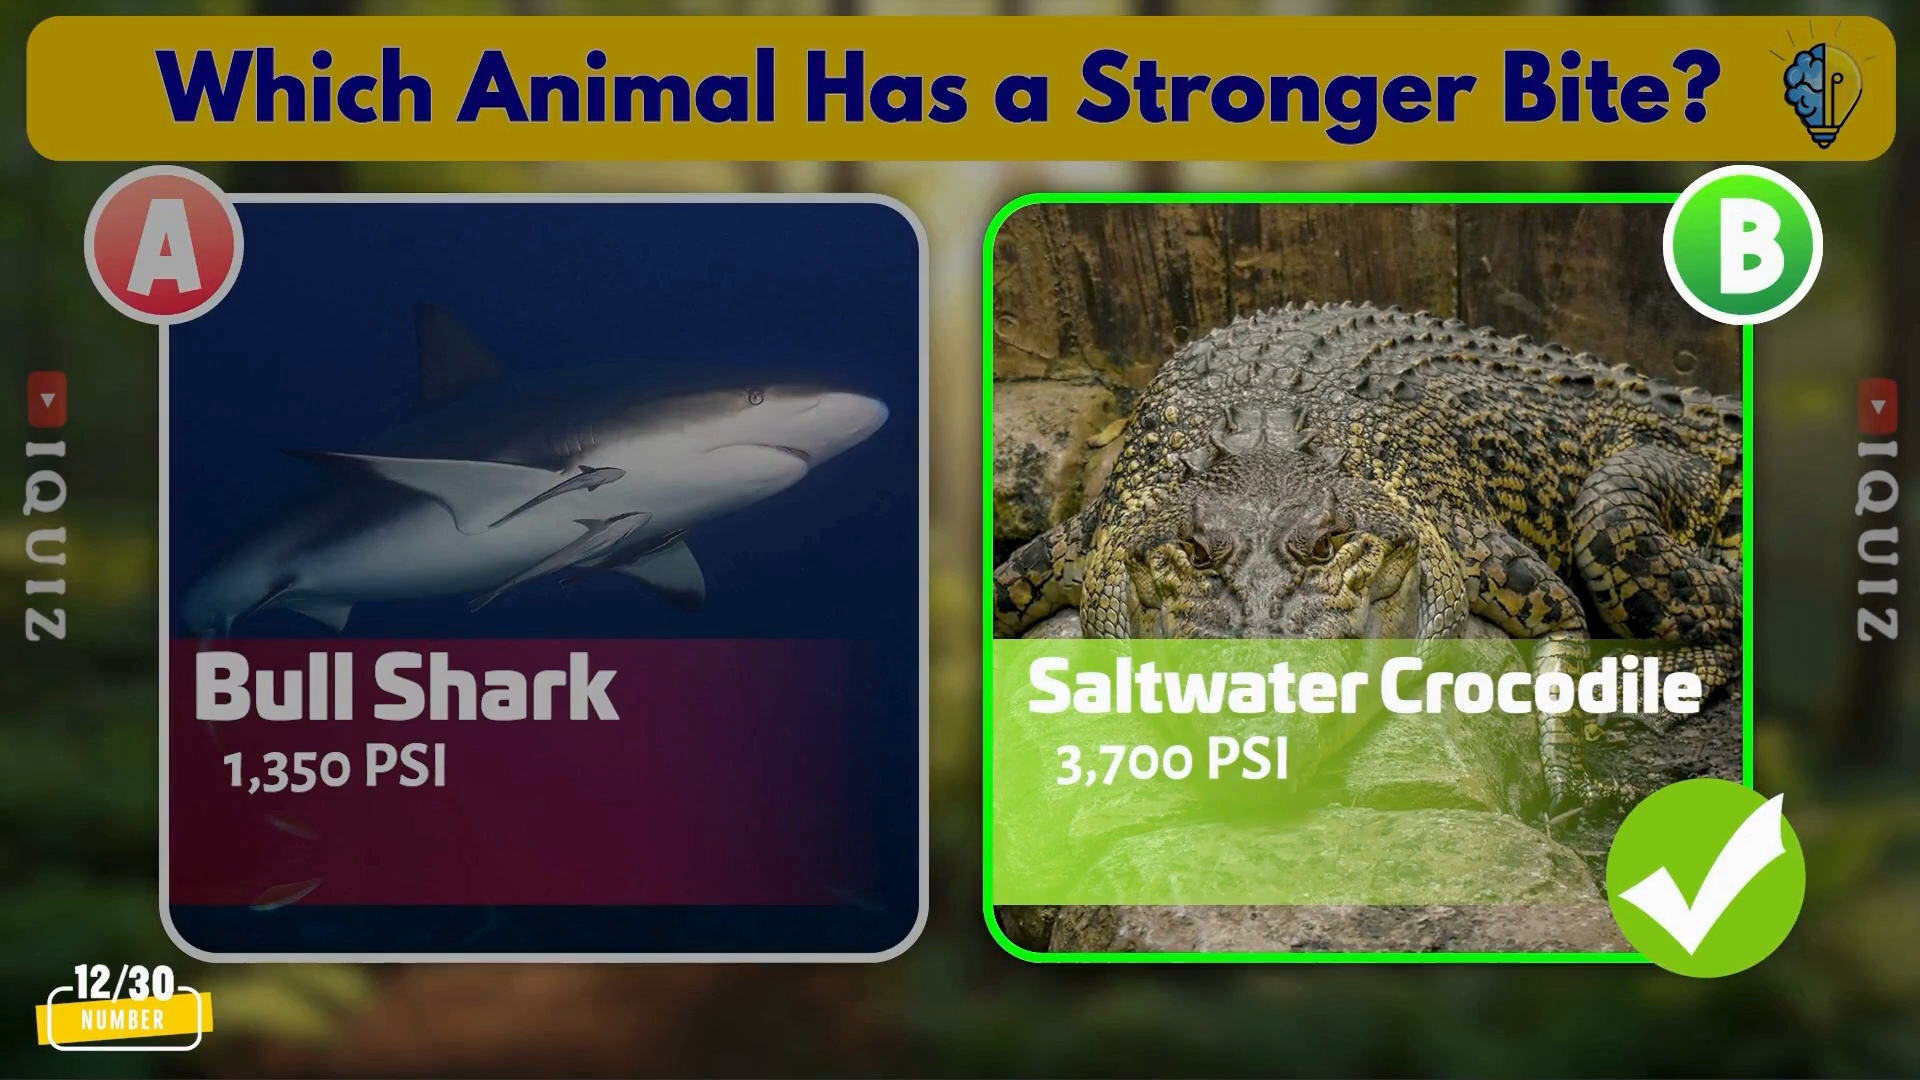 Which Animal Has a Stronger Bite?
A
B
IQUIZ
IQUIZ
Bull Shark
1,350 PSI
Saltwater Crocodile
3,700 PSI
12/30
NUMBER